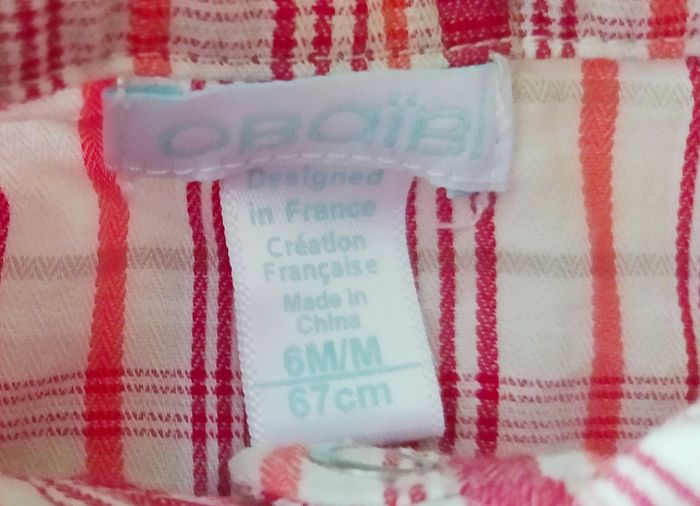 OBAÏBI
Designed
in France
Création
Française
Made in
China
6M/M
67cm